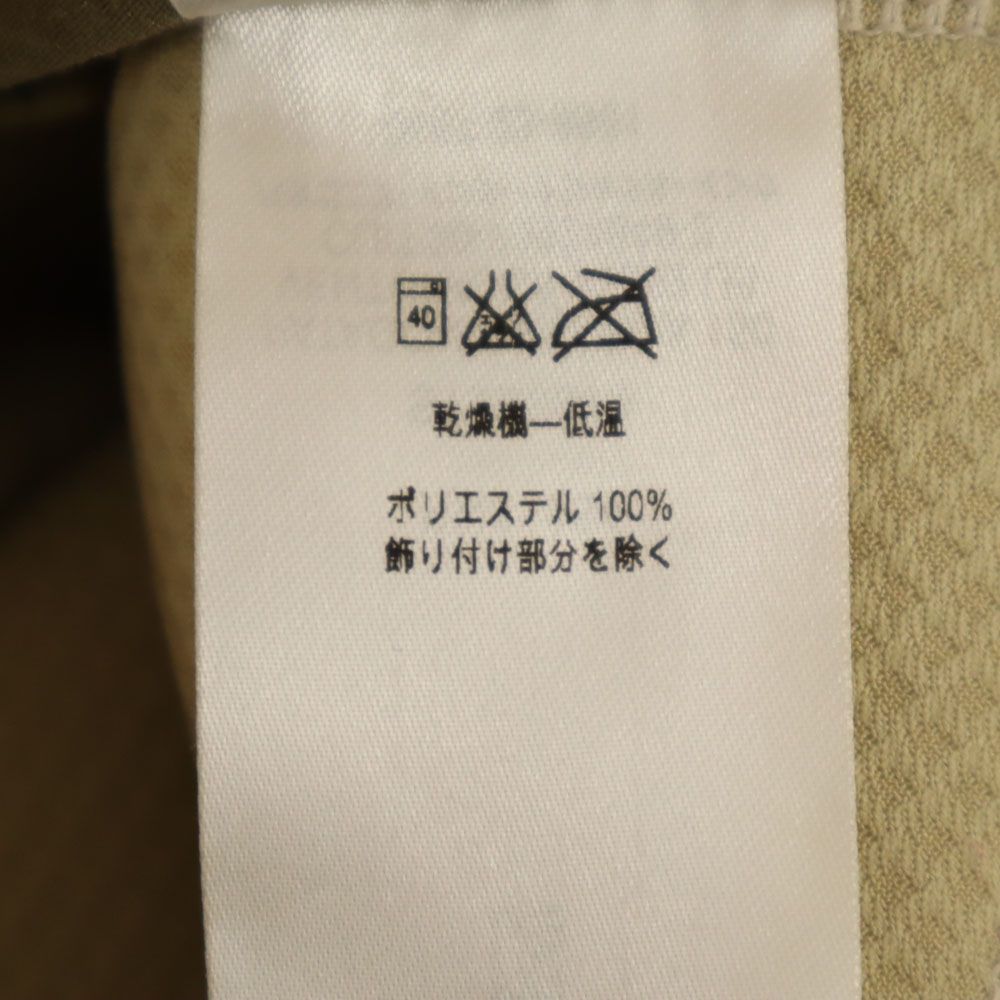 40
乾燥機—低温
ポリエステル 100%
飾り付け部分を除く